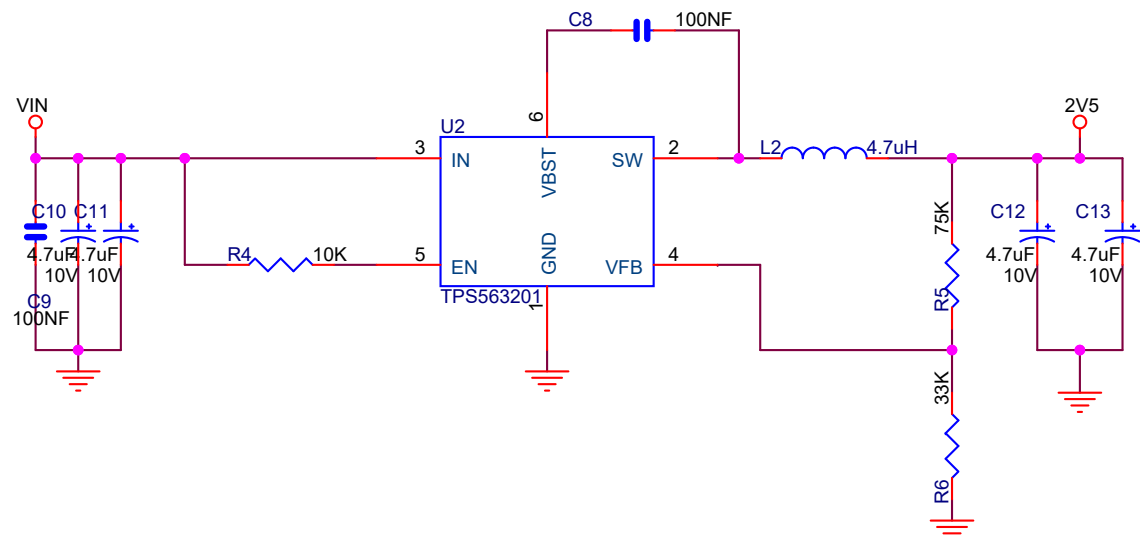 C8 100NF
VIN
2V5
U2
6
3 IN VBST SW 2
L2 4.7uH
C10 C11
4.7uF 4.7uF
10V 10V
C9
100NF
R4 10K
5 EN GND VFB 4
TPS563201
1
75K
R5
C12 C13
4.7uF 4.7uF
10V 10V
33K
R6